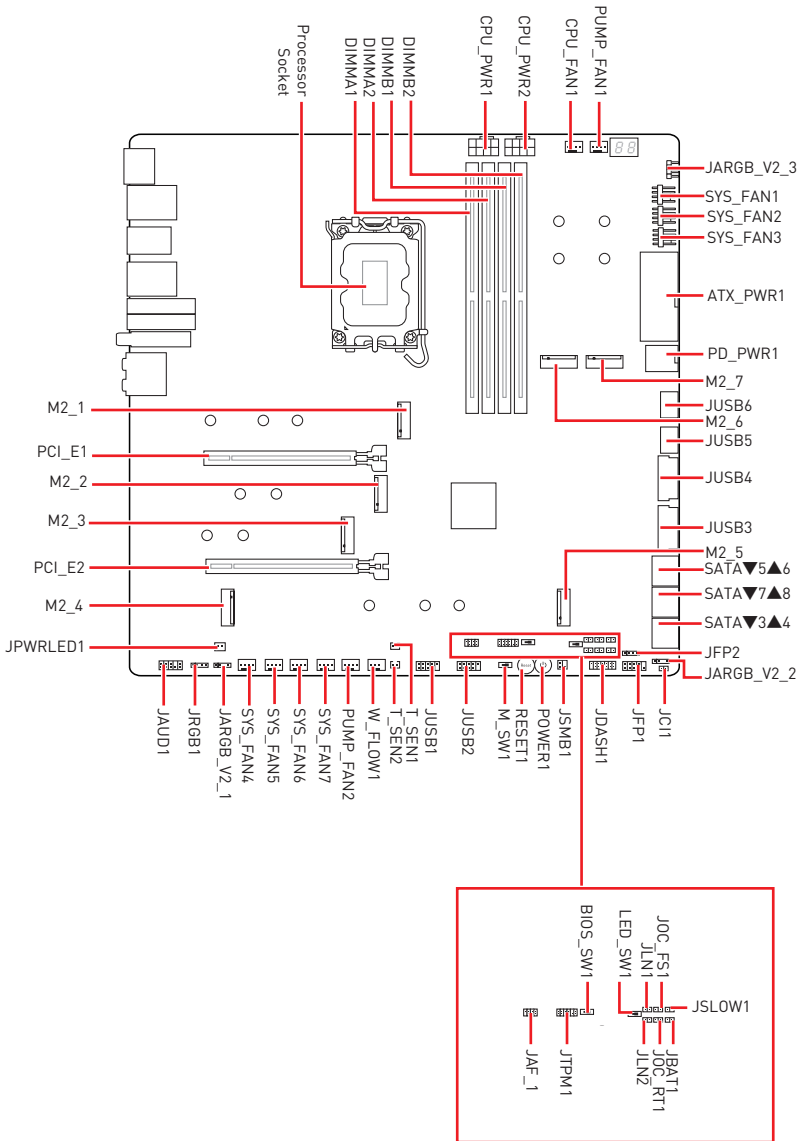 Processor
Socket
DIMMA1
DIMMA2
DIMMB1
DIMMB2
CPU_PWR1
CPU_PWR2
CPU_FAN1
PUMP_FAN1
88
JARGB_V2_3
SYS_FAN1
SYS_FAN2
SYS_FAN3
ATX_PWR1
PD_PWR1
M2_7
JUSB6
M2_6
JUSB5
JUSB4
JUSB3
M2_5
SATA▼5▲6
SATA▼7▲8
SATA▼3▲4
JFP2
JARGB_V2_2
M2_1
PCI_E1
M2_2
M2_3
PCI_E2
M2_4
JPWRLED1
Reset
JAUD1
JRGB1
JARGB_V2_1
SYS_FAN4
SYS_FAN5
SYS_FAN6
SYS_FAN7
PUMP_FAN2
W_FLOW1
T_SEN2
T_SEN1
JUSB1
JUSB2
M_SW1
RESET1
POWER1
JSMB1
JDASH1
JFP1
JCI1
BIOS_SW1
LED_SW1
JLN1
JOC_FS1
JSLOW1
JAF_1
JTPM1
JLN2
JOC_RT1
JBAT1